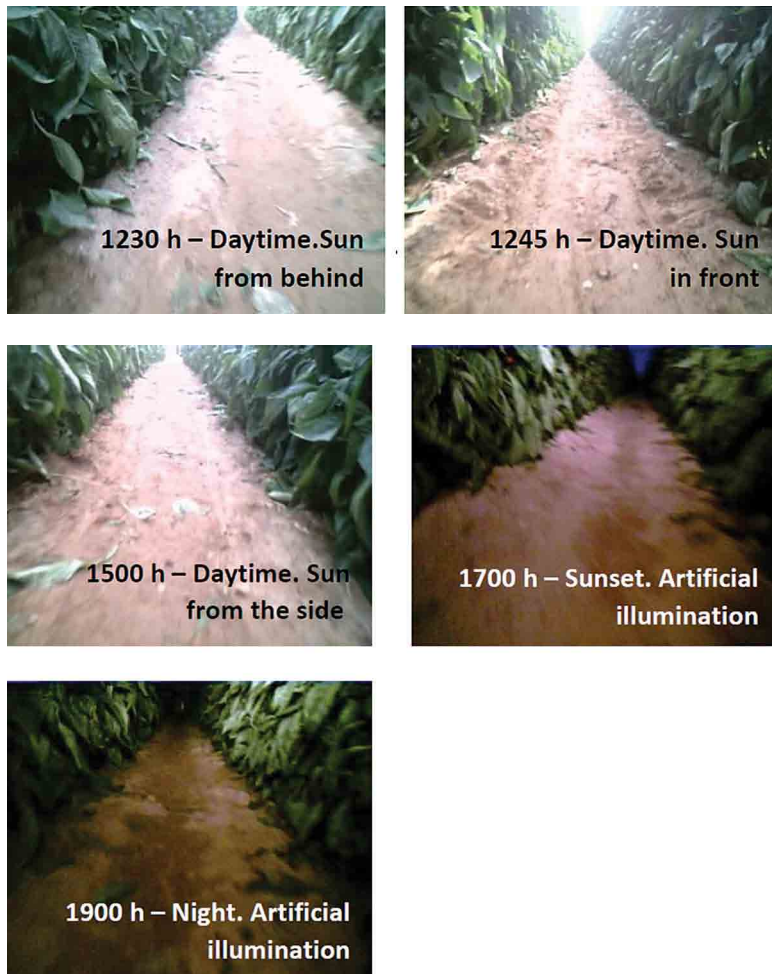 1230 h – Daytime.Sun
from behind
1245 h – Daytime. Sun
in front
1500 h – Daytime. Sun
from the side
1700 h – Sunset. Artificial
illumination
1900 h – Night. Artificial
illumination